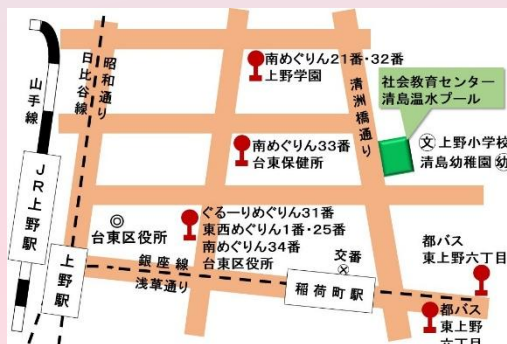 南めぐりん21番・32番
上野学園
社会教育センター
清島温水プール
昭和通り
日比谷線
山手線
清洲橋通り
文 上野小学校
清島幼稚園 幼
南めぐりん33番
台東保健所
JR上野駅
ぐるーりめぐりん31番
東西めぐりん1番・25番
南めぐりん34番
台東区役所
台東区役所
都バス
東上野六丁目
上野駅
銀座線
浅草通り
交番
稲荷町駅
都バス
東上野
六丁目